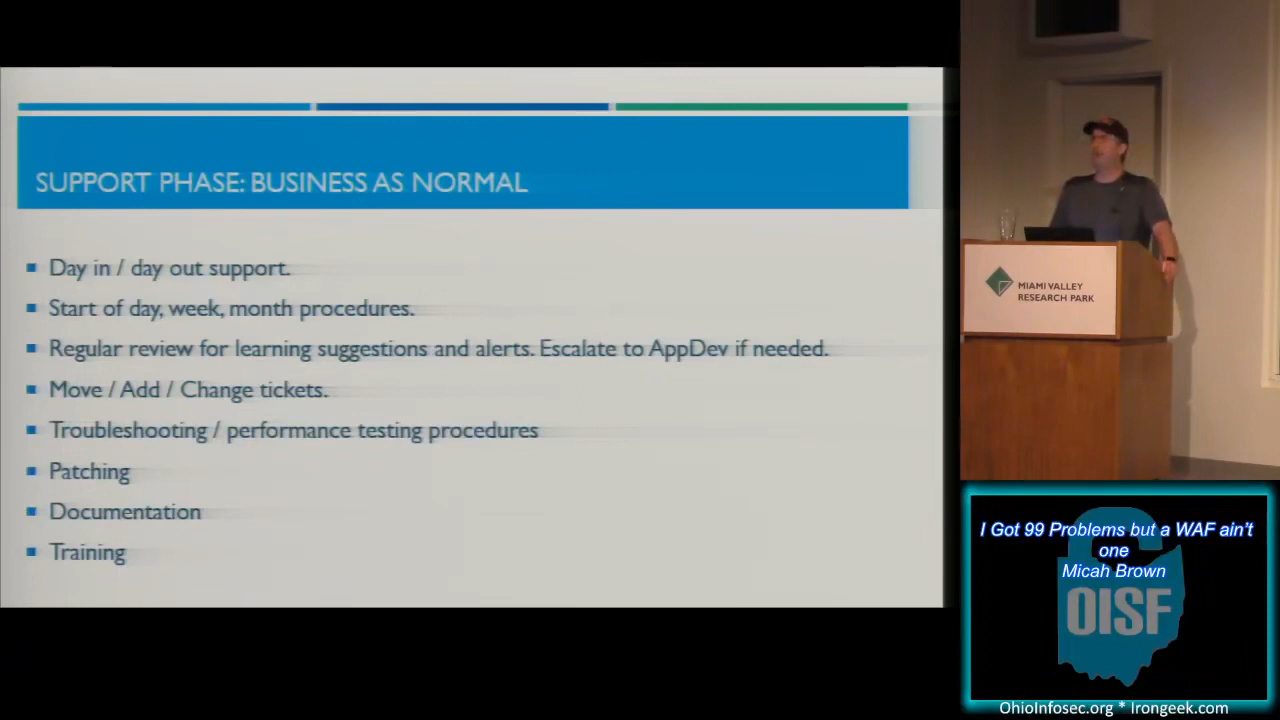 SUPPORT PHASE: BUSINESS AS NORMAL
Day in / day out support.
Start of day, week, month procedures.
Regular review for learning suggestions and alerts. Escalate to AppDev if needed.
Move / Add / Change tickets.
Troubleshooting / performance testing procedures
Patching
Documentation
Training
MIAMI VALLEY
RESEARCH PARK
I Got 99 Problems but a WAF ain't
one
Micah Brown
OISF
OhioInfosec.org * Irongeek.com